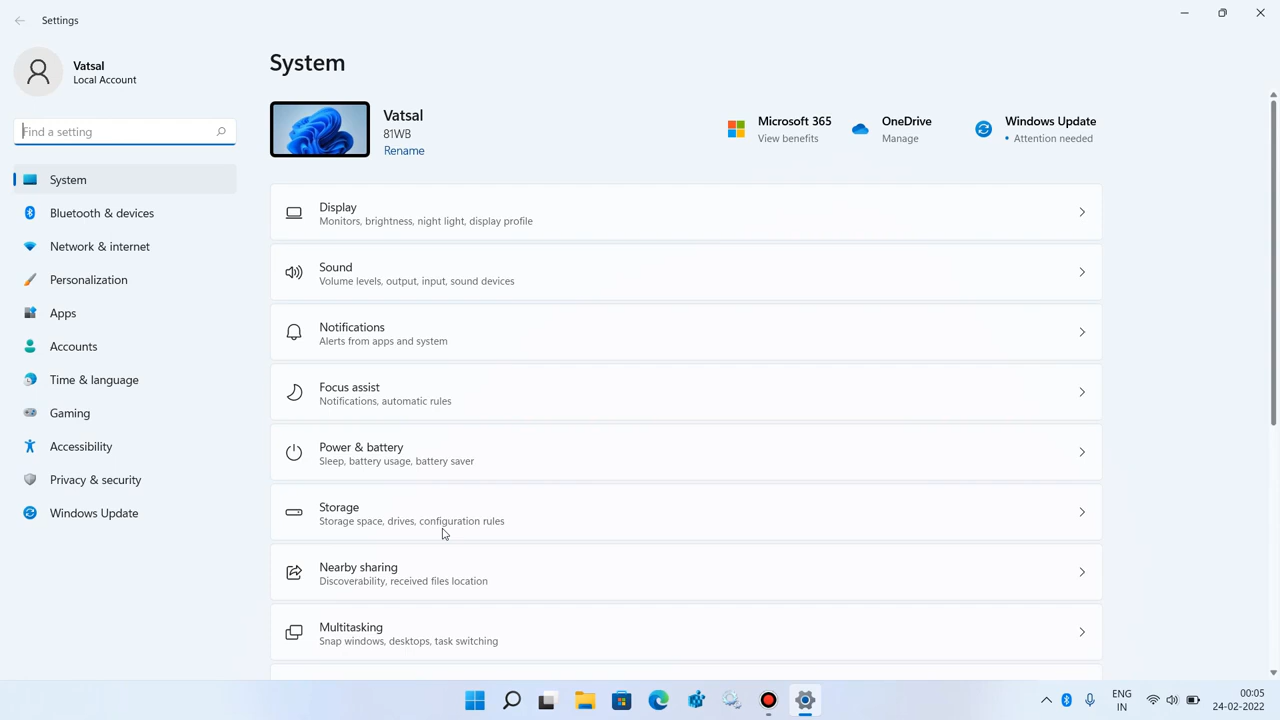 Settings
Vatsal
Local Account
Find a setting
System
Bluetooth & devices
Network & internet
Personalization
Apps
Accounts
Time & language
Gaming
Accessibility
Privacy & security
Windows Update
System
Vatsal
81WB
Rename
Microsoft 365
View benefits
OneDrive
Manage
Windows Update
• Attention needed
Display
Monitors, brightness, night light, display profile
Sound
Volume levels, output, input, sound devices
Notifications
Alerts from apps and system
Focus assist
Notifications, automatic rules
Power & battery
Sleep, battery usage, battery saver
Storage
Storage space, drives, configuration rules
Nearby sharing
Discoverability, received files location
Multitasking
Snap windows, desktops, task switching
ENG
IN
00:05
24-02-2022